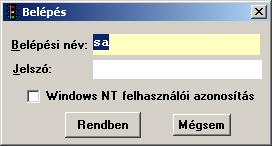 Belépés
Belépési név: sa
Jelszó:
Windows NT felhasználói azonosítás
Rendben Mégsem